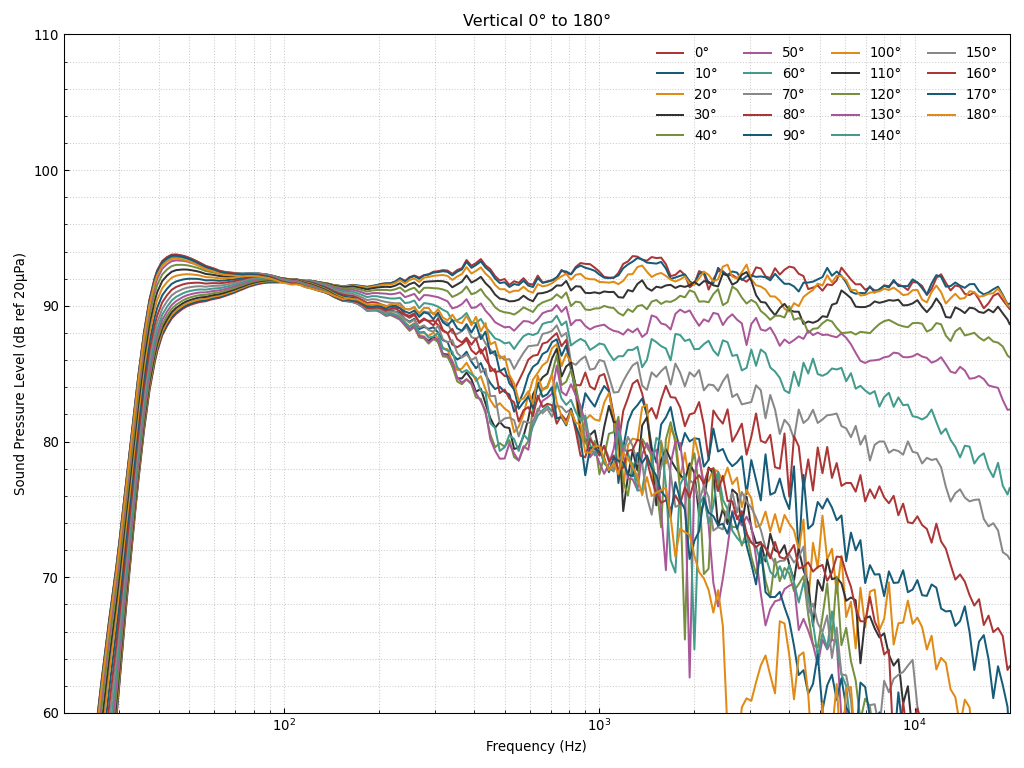 Vertical 0° to 180°
110
100
90
80
70
60
Sound Pressure Level (dB ref 20µPa)
0° 50° 100° 150°
10° 60° 110° 160°
20° 70° 120° 170°
30° 80° 130° 180°
40° 90° 140°
10² 10³ 10⁴
Frequency (Hz)